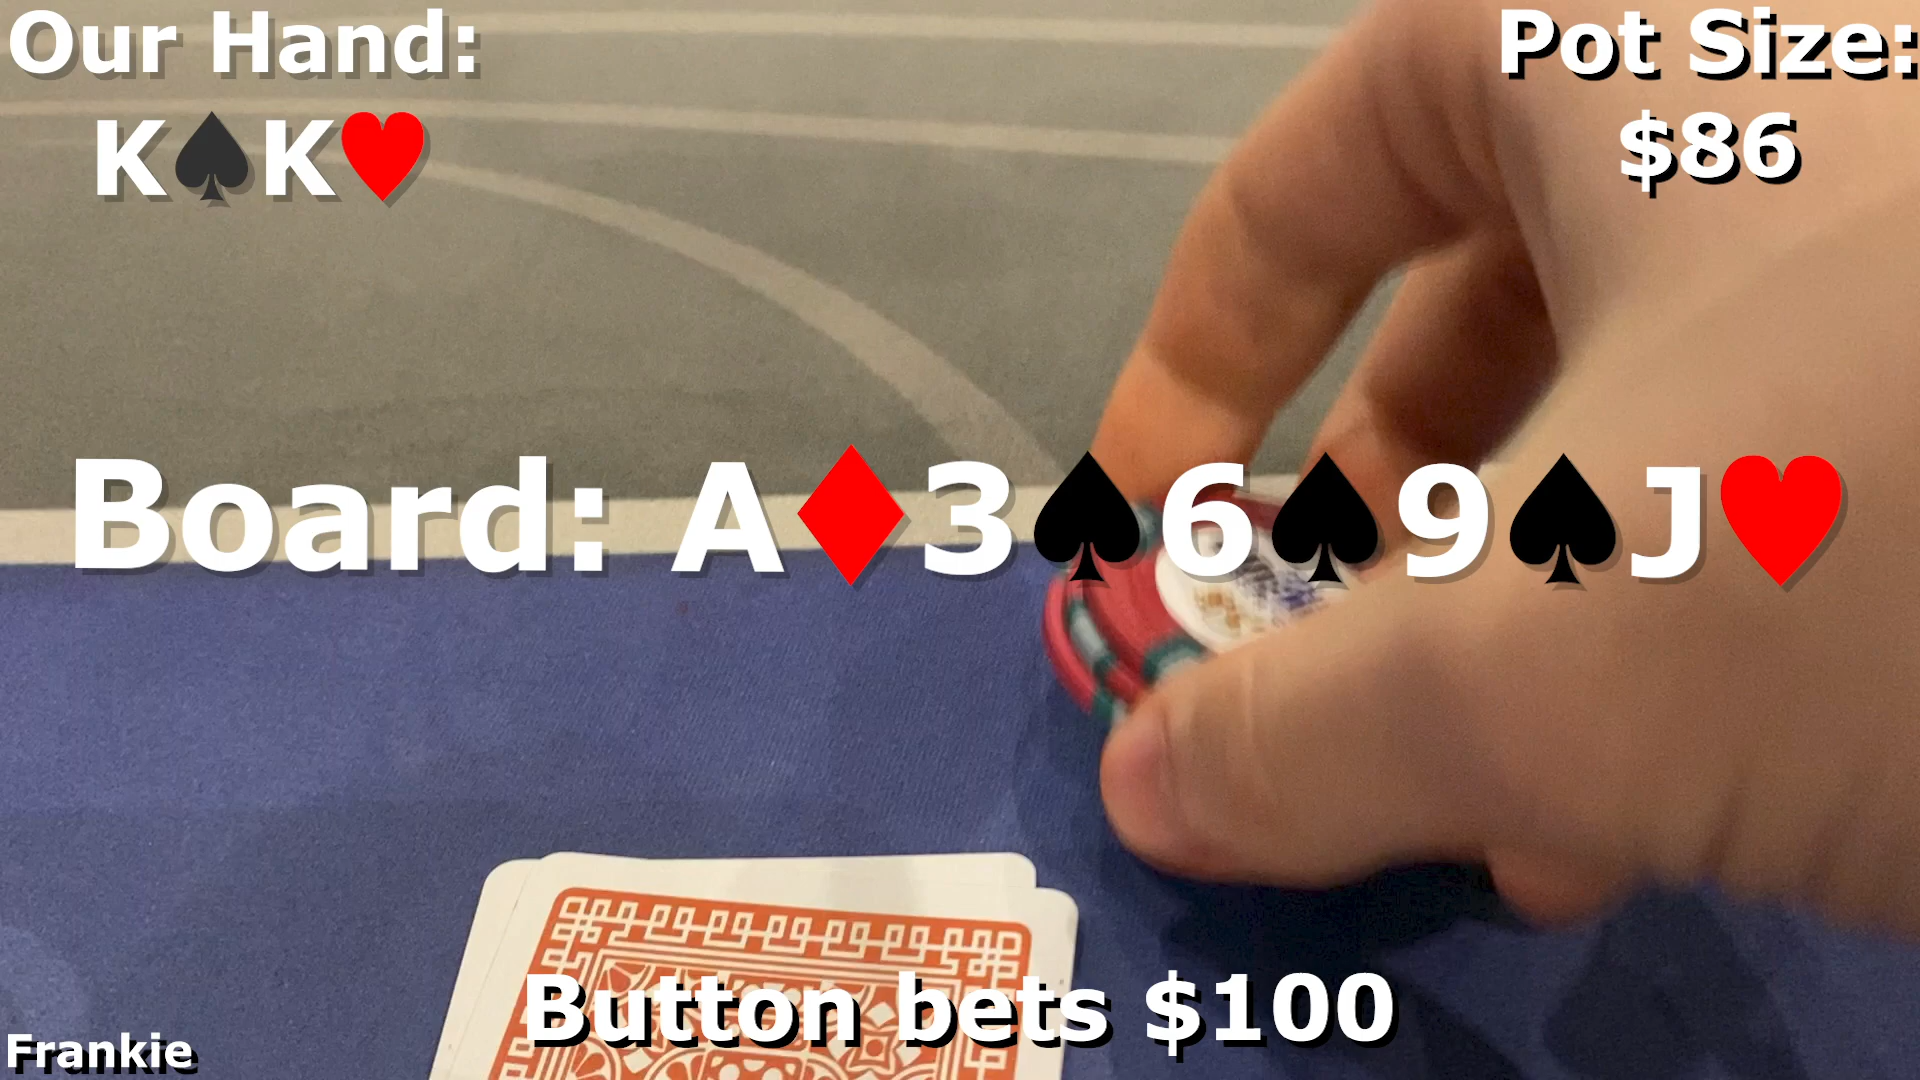 Our Hand:
K♠K♥
Pot Size:
$86
Board: A♦3♠6♠9♠J♥
Button bets $100
Frankie